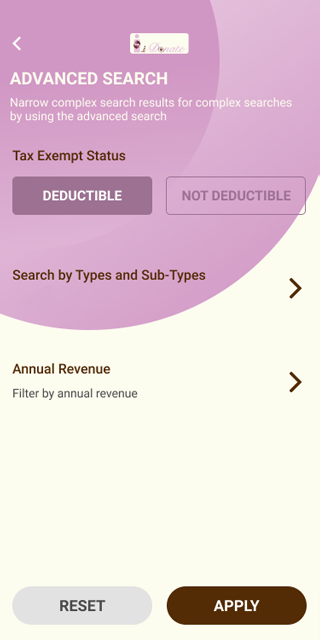 i Donate
ADVANCED SEARCH
Narrow complex search results for complex searches
by using the advanced search
Tax Exempt Status
DEDUCTIBLE
NOT DEDUCTIBLE
Search by Types and Sub-Types
Annual Revenue
Filter by annual revenue
RESET
APPLY